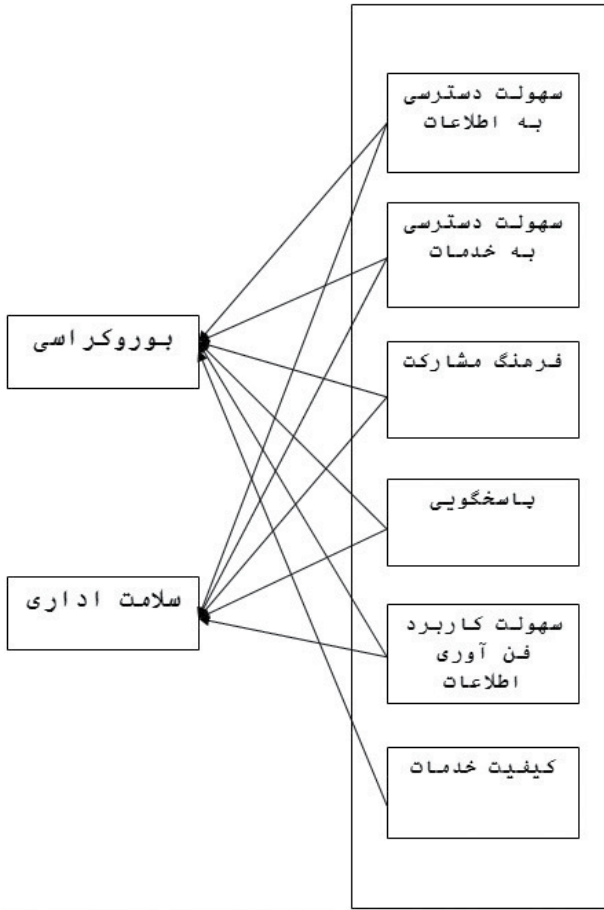 سهولت دسترسی
به اطلاعات
سهولت دسترسی
به خدمات
فرهنگ مشارکت
پاسخگویی
سهولت کاربرد
فن آوری
اطلاعات
کیفیت خدمات
بوروکراسی
سلامت اداری